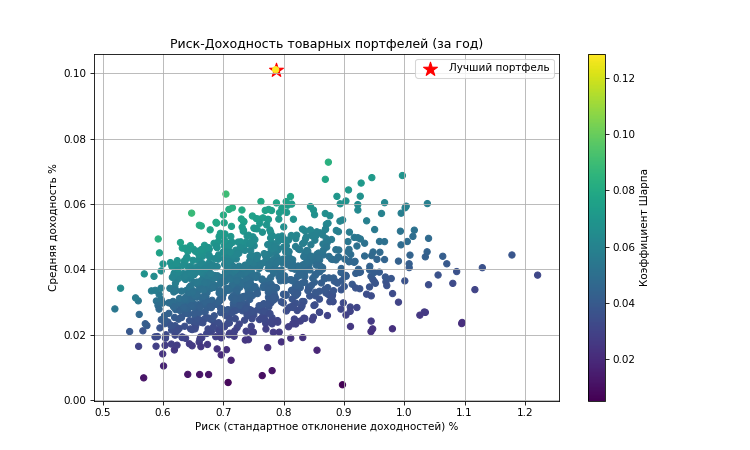 Риск-Доходность товарных портфелей (за год)
Лучший портфель
Средняя доходность %
0.10
0.08
0.06
0.04
0.02
0.00
0.5 0.6 0.7 0.8 0.9 1.0 1.1 1.2
Риск (стандартное отклонение доходностей) %
0.12
0.10
0.08
0.06
0.04
0.02
Коэффициент Шарпа